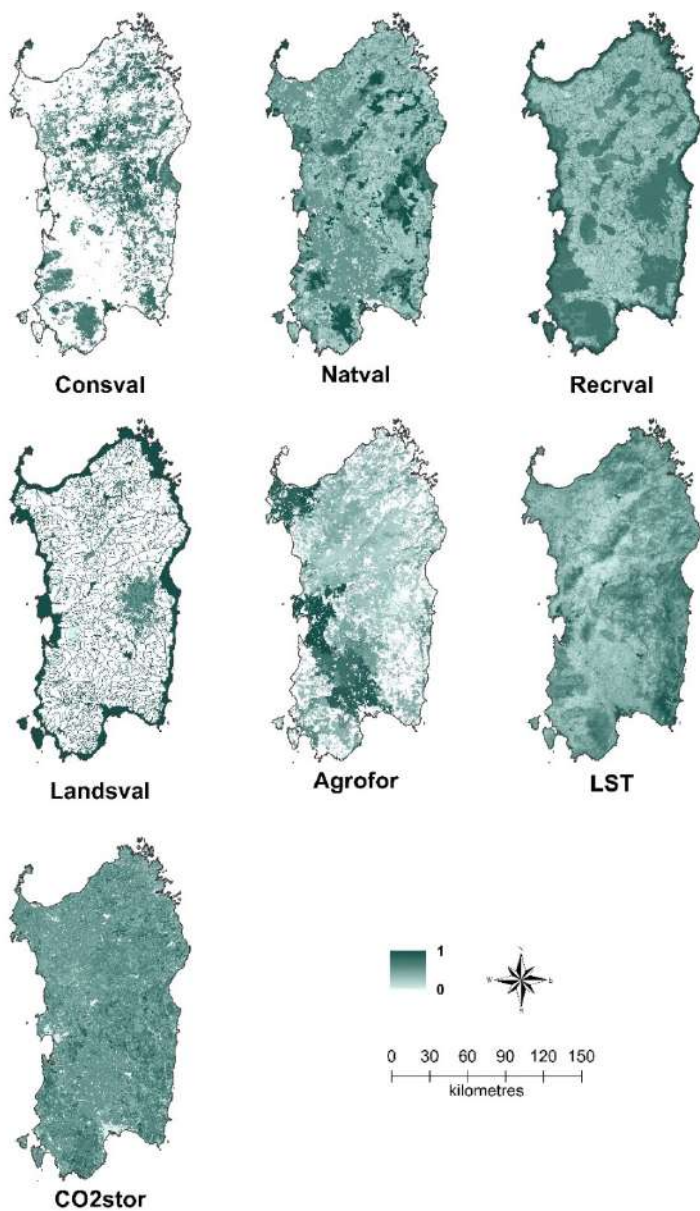 Consval
Natval
Recrval
Landsval
Agrofor
LST
CO2stor
1
0
N
W
E
S
0 30 60 90 120 150
kilometres